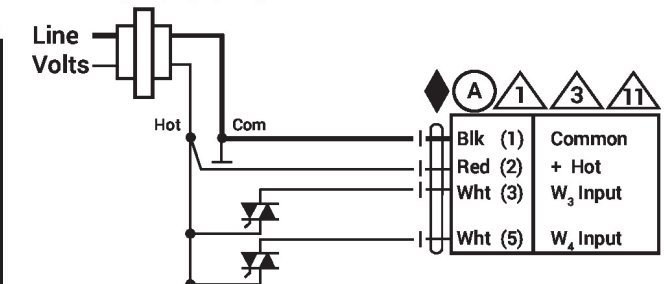 Line
Volts
Hot
Com
A 1 3 11
Blk (1) Common
Red (2) + Hot
Wht (3) W₃ Input
Wht (5) W₄ Input